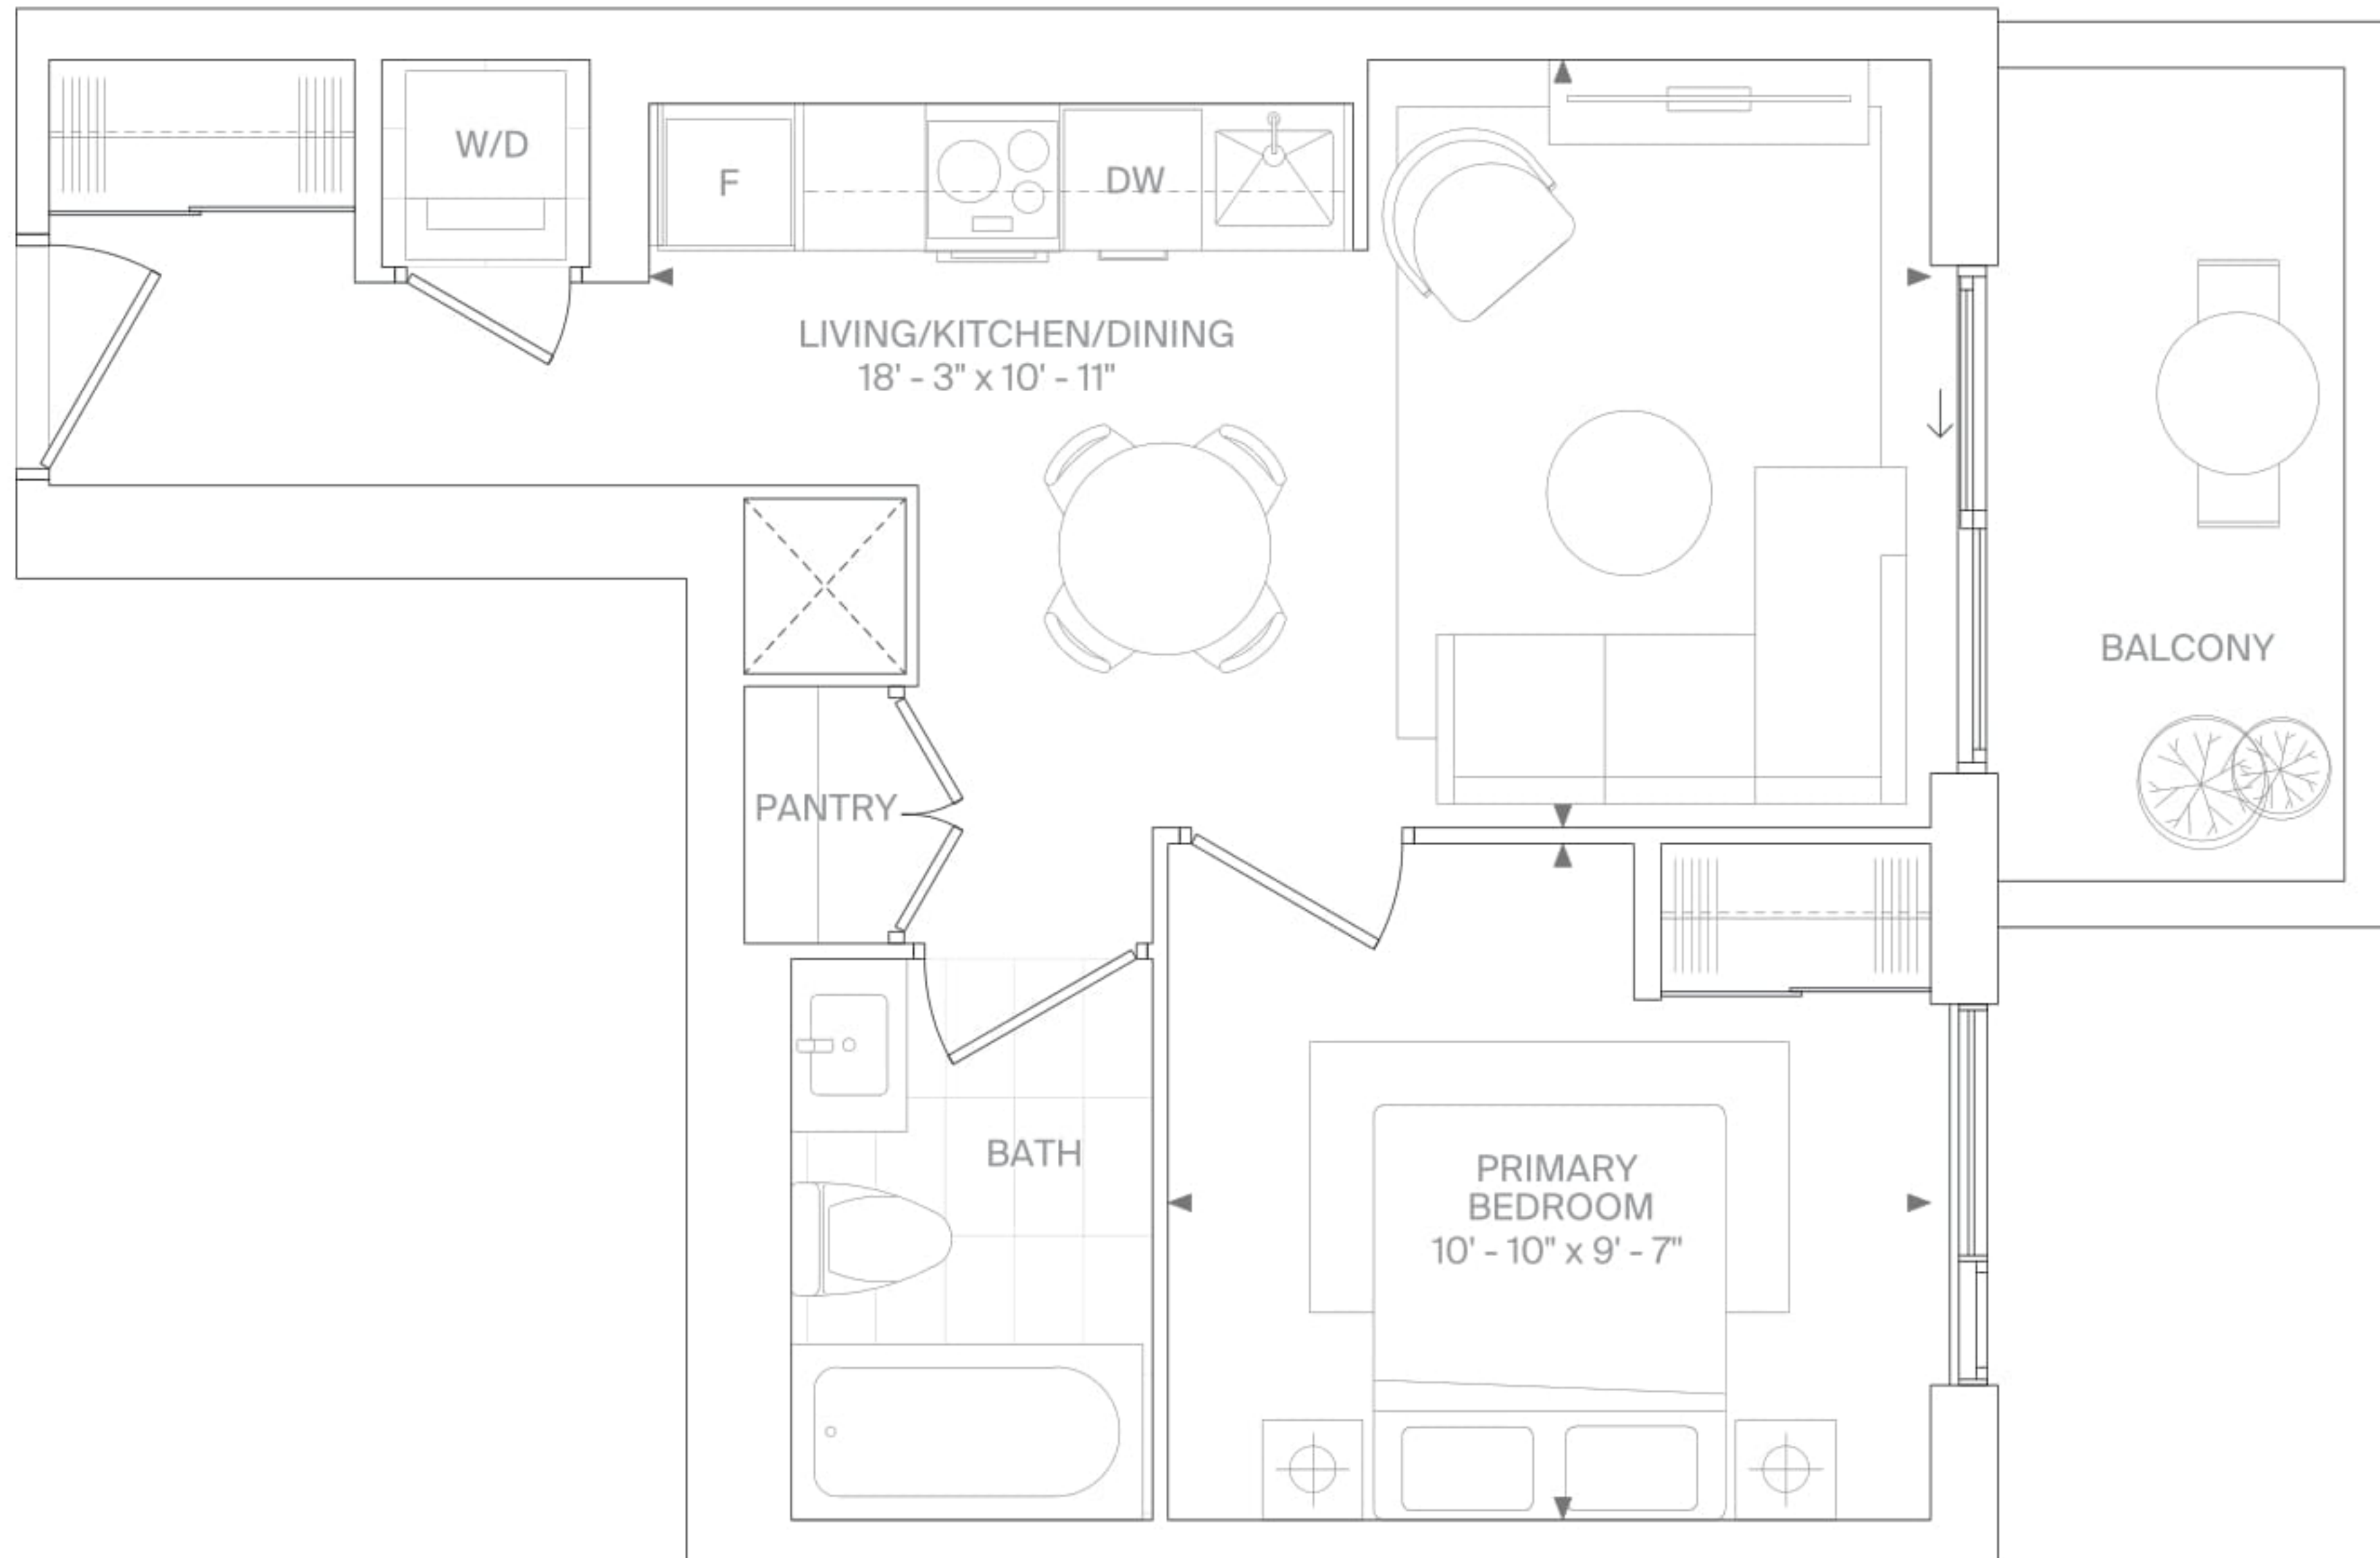 W/D
F
DW
LIVING/KITCHEN/DINING
18' - 3" x 10' - 11"
BALCONY
PANTRY
BATH
PRIMARY
BEDROOM
10' - 10" x 9' - 7"